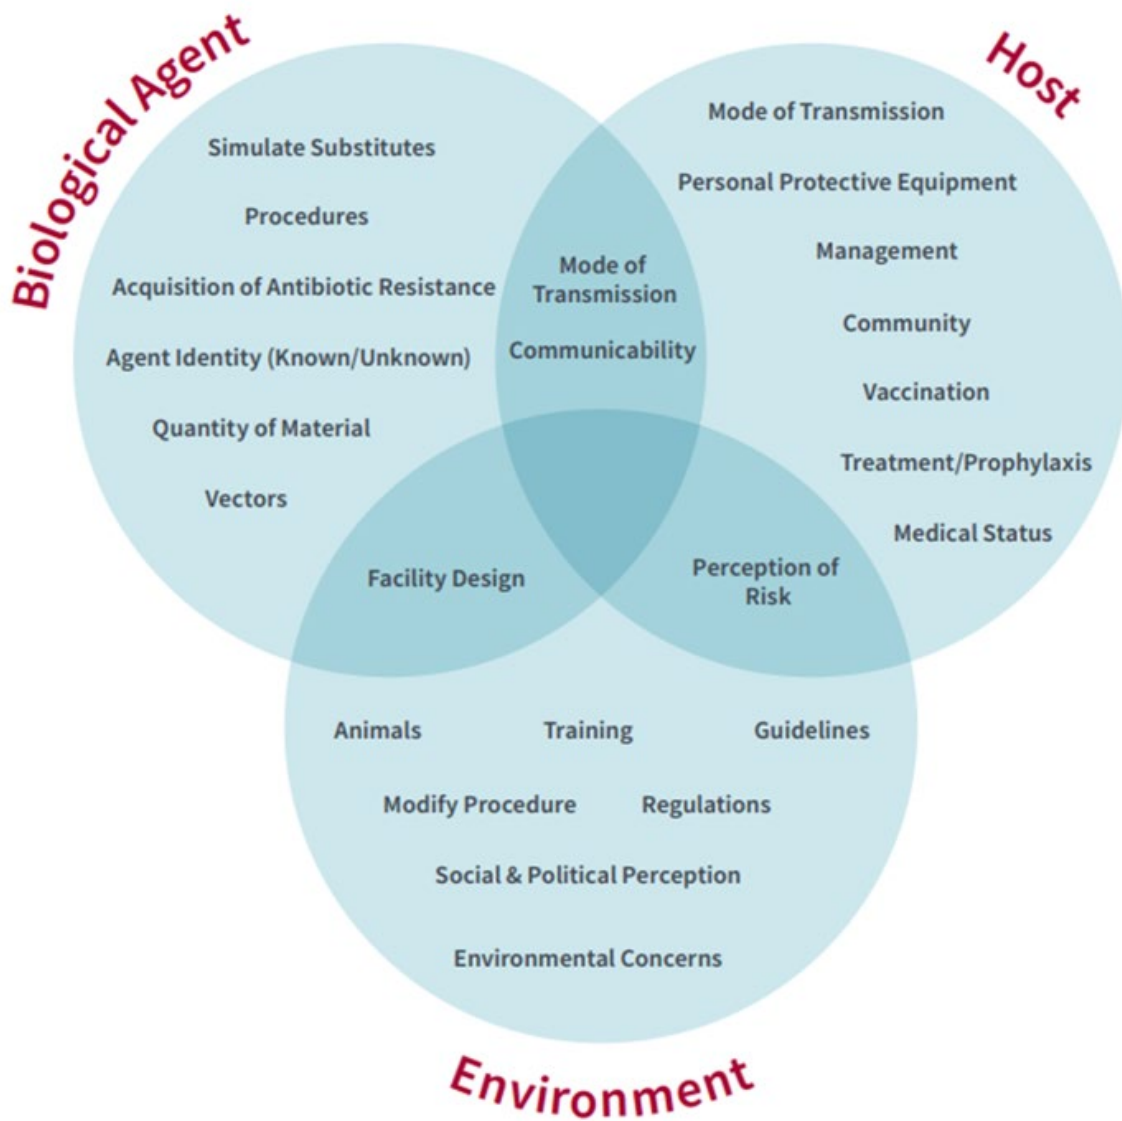 Biological Agent
Host
Simulate Substitutes
Procedures
Acquisition of Antibiotic Resistance
Agent Identity (Known/Unknown)
Quantity of Material
Vectors
Mode of
Transmission
Communicability
Mode of Transmission
Personal Protective Equipment
Management
Community
Vaccination
Treatment/Prophylaxis
Medical Status
Facility Design
Perception of
Risk
Animals
Training
Guidelines
Modify Procedure
Regulations
Social & Political Perception
Environmental Concerns
Environment